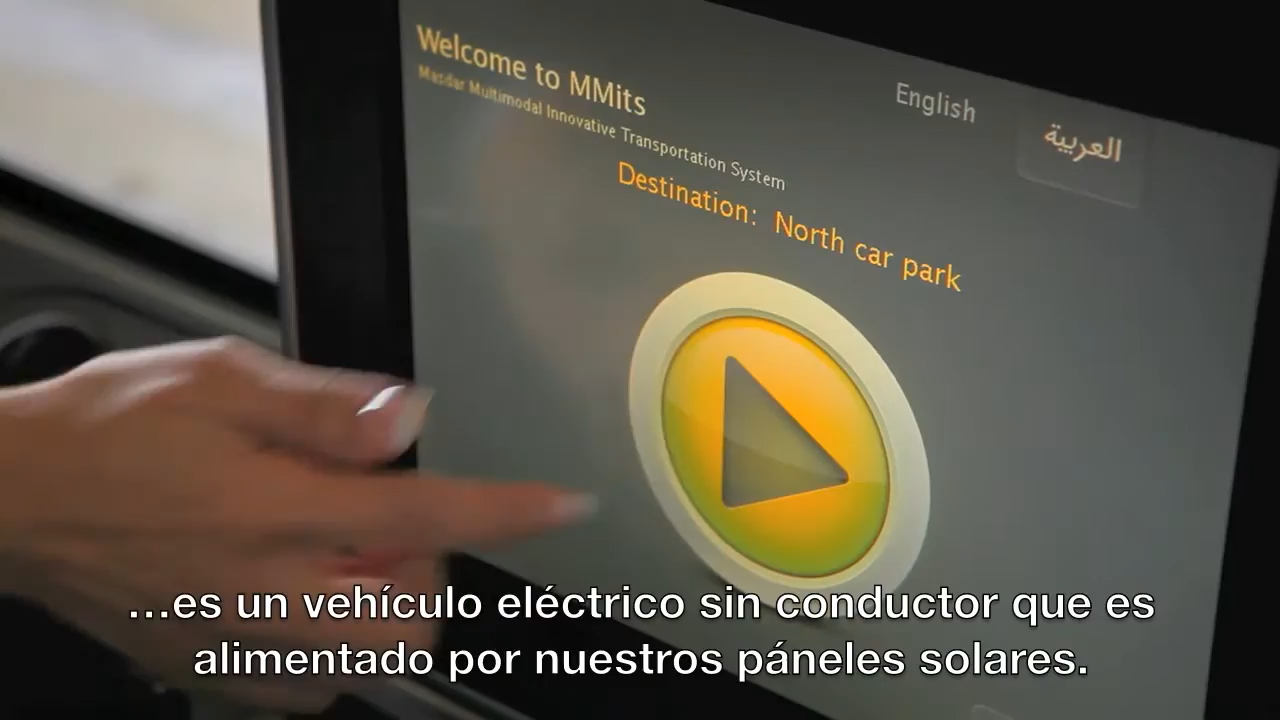 Welcome to MMits
Masdar Multimodal Innovative Transportation System
English
العربية
Destination: North car park
...es un vehículo eléctrico sin conductor que es
alimentado por nuestros páneles solares.